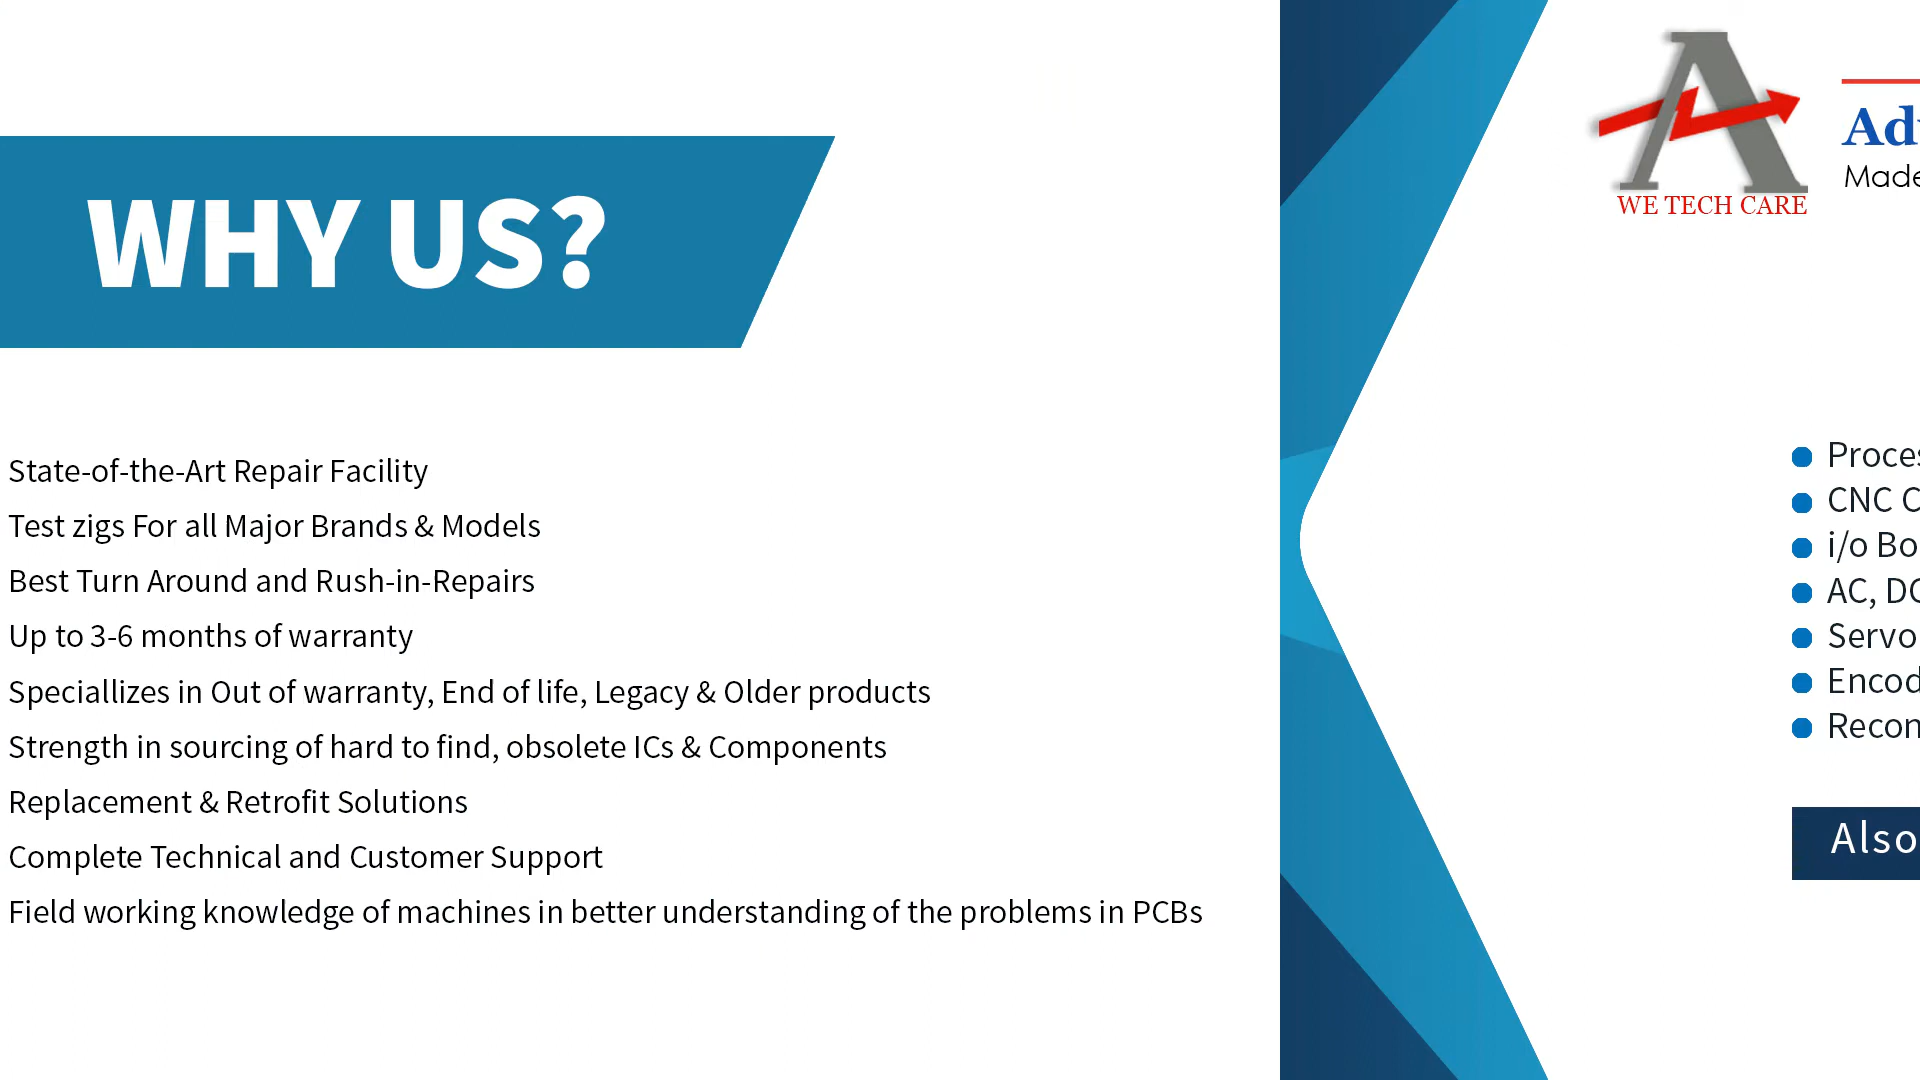 WHY US?
State-of-the-Art Repair Facility
Test zigs For all Major Brands & Models
Best Turn Around and Rush-in-Repairs
Up to 3-6 months of warranty
Speciallizes in Out of warranty, End of life, Legacy & Older products
Strength in sourcing of hard to find, obsolete ICs & Components
Replacement & Retrofit Solutions
Complete Technical and Customer Support
Field working knowledge of machines in better understanding of the problems in PCBs
A
WE TECH CARE
Made
CNC
i/o
AC,
Servo
Also